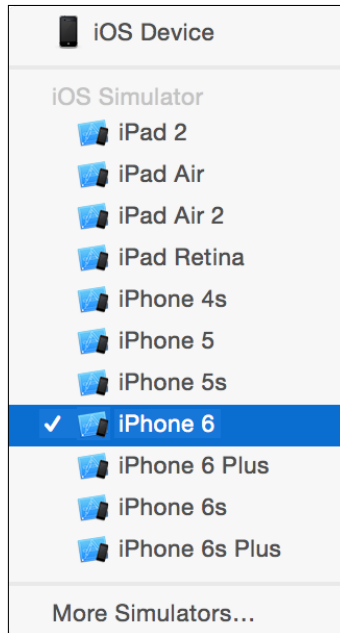 iOS Device
iOS Simulator
iPad 2
iPad Air
iPad Air 2
iPad Retina
iPhone 4s
iPhone 5
iPhone 5s
iPhone 6
iPhone 6 Plus
iPhone 6s
iPhone 6s Plus
More Simulators...